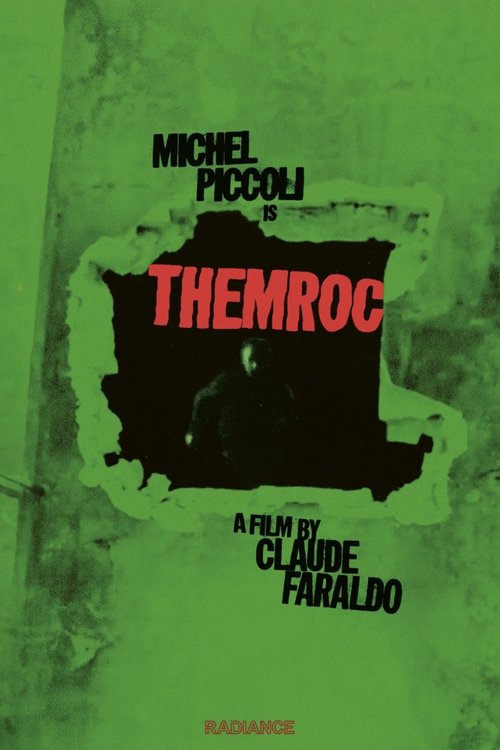 MICHEL
PICCOLI
IS
THEMROC
A FILM BY
CLAUDE
FARALDO
RADIANCE